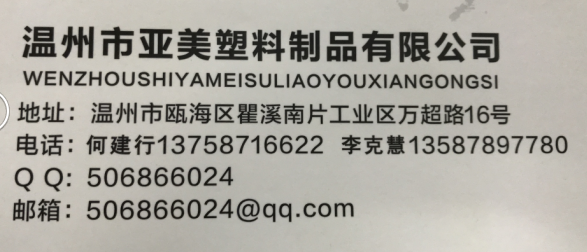 温州市亚美塑料制品有限公司
WENZHOUSHIYAMEISULIAOYOUXIANGONGSI
地址：温州市瓯海区瞿溪南片工业区万超路16号
电话：何建行13758716622 李克慧13587897780
Q Q: 506866024
邮箱：506866024@qq.com